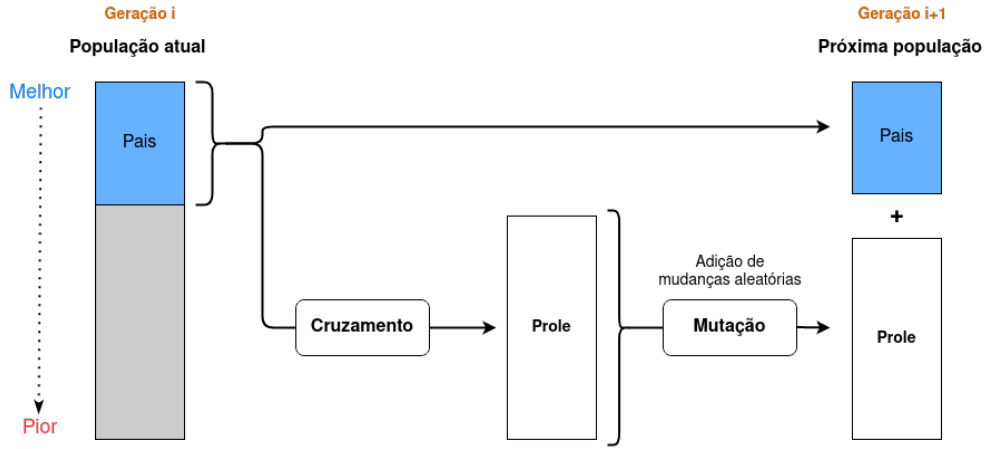 Geração i
População atual
Geração i+1
Próxima população
Melhor
Pais
Pais
+
Adição de
mudanças aleatórias
Cruzamento
Prole
Mutação
Prole
Pior